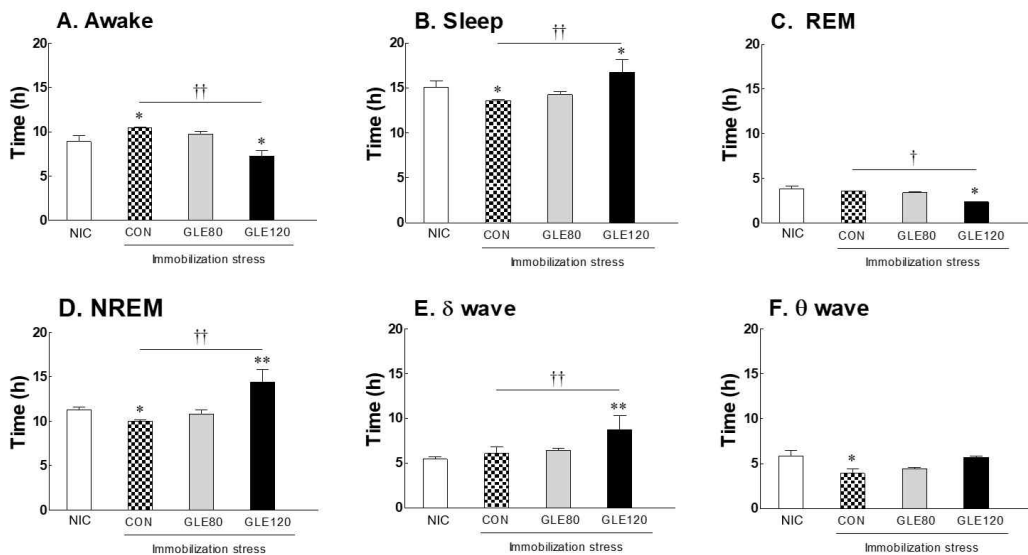 A. Awake
20
15
10
5
0
Time (h)
††
*
*
NIC CON GLE80 GLE120
Immobilization stress
B. Sleep
20
15
10
5
0
Time (h)
††
*
*
NIC CON GLE80 GLE120
Immobilization stress
C. REM
20
15
10
5
0
Time (h)
†
*
NIC CON GLE80 GLE120
Immobilization stress
D. NREM
20
15
10
5
0
Time (h)
††
*
**
NIC CON GLE80 GLE120
Immobilization stress
E. δ wave
20
15
10
5
0
Time (h)
††
**
NIC CON GLE80 GLE120
Immobilization stress
F. θ wave
20
15
10
5
0
Time (h)
*
NIC CON GLE80 GLE120
Immobilization stress